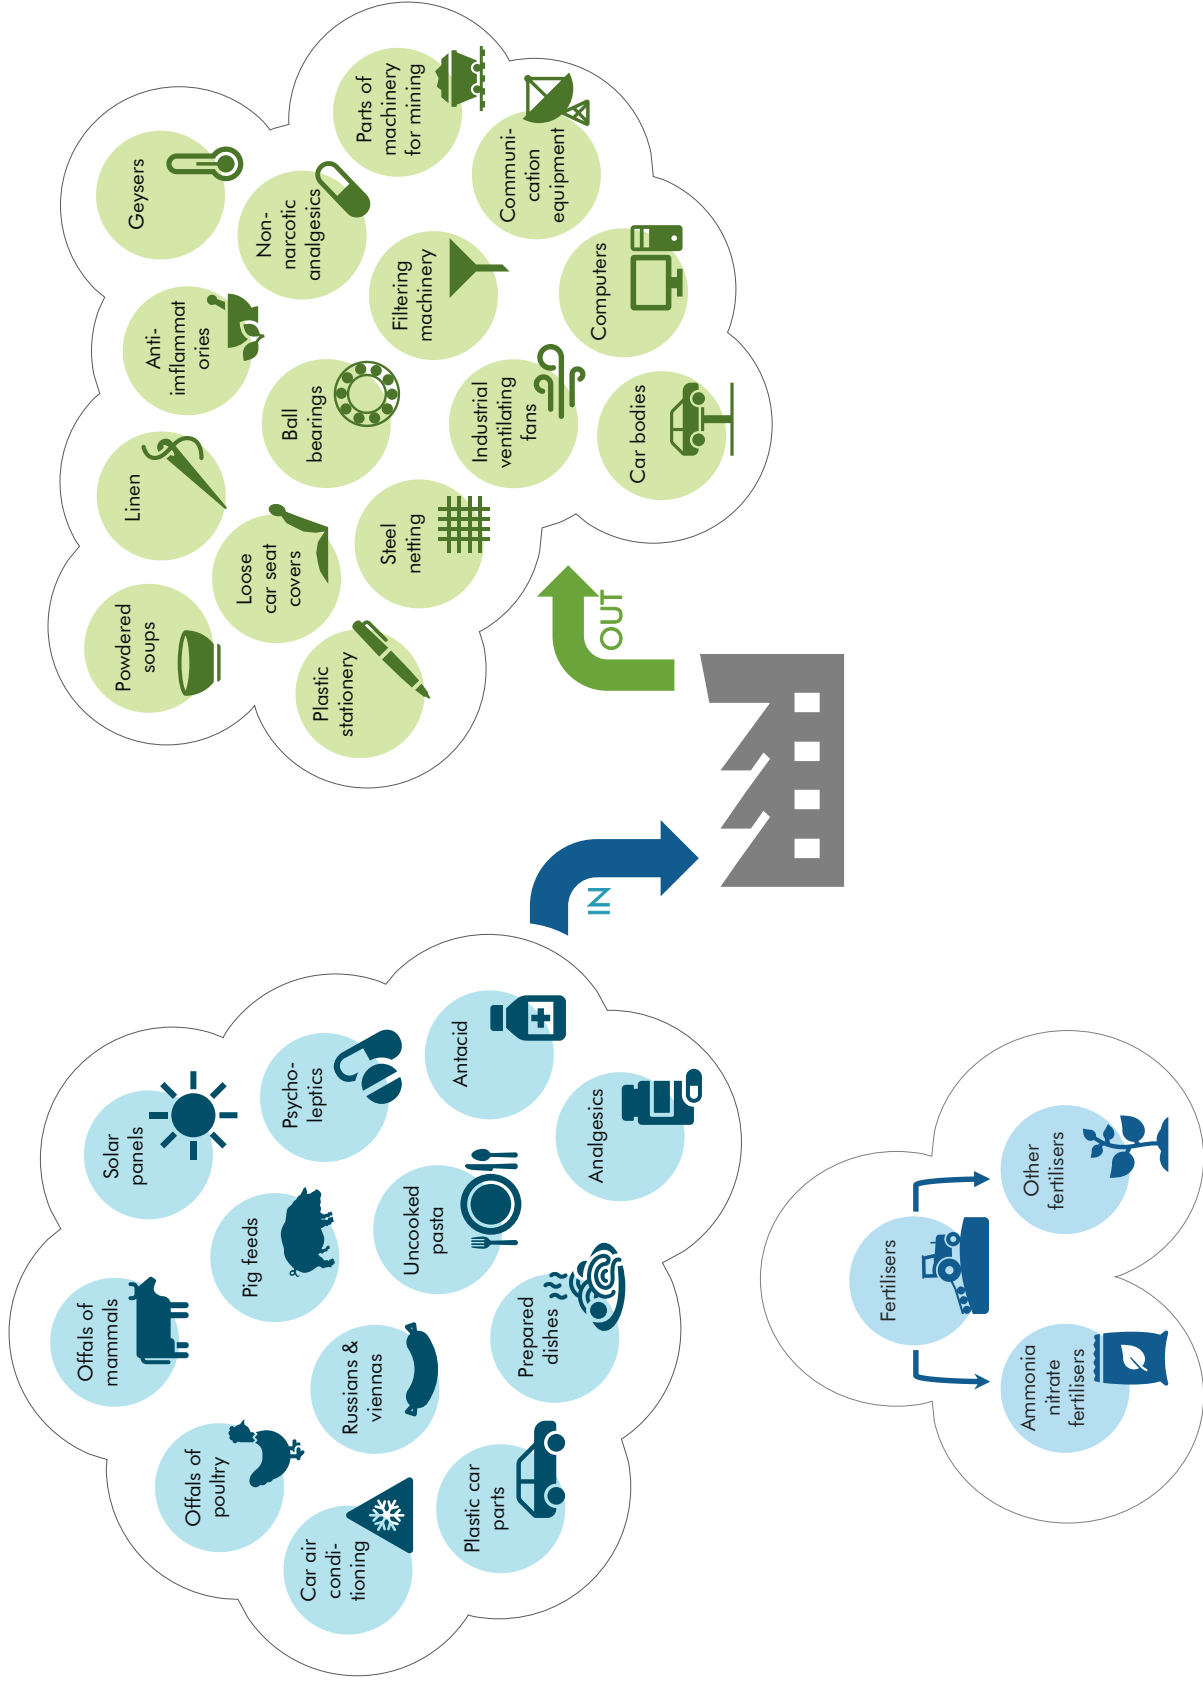 Offals of
mammals
Solar
panels
Offals of
poultry
Pig feeds
Psycho-
leptics
Car air
condi-
tioning
Russians &
viennas
Uncooked
pasta
Antacid
Plastic car
parts
Prepared
dishes
Analgesics
IN
Powdered
soups
Linen
Anti-
imflammat
ories
Geysers
Loose
car seat
covers
Ball
bearings
Non-
narcotic
analgesics
Plastic
stationery
Steel
netting
Filtering
machinery
Parts of
machinery
for mining
Industrial
ventilating
fans
Communi-
cation
equipment
Car bodies
Computers
OUT
Fertilisers
Ammonia
nitrate
fertilisers
Other
fertilisers